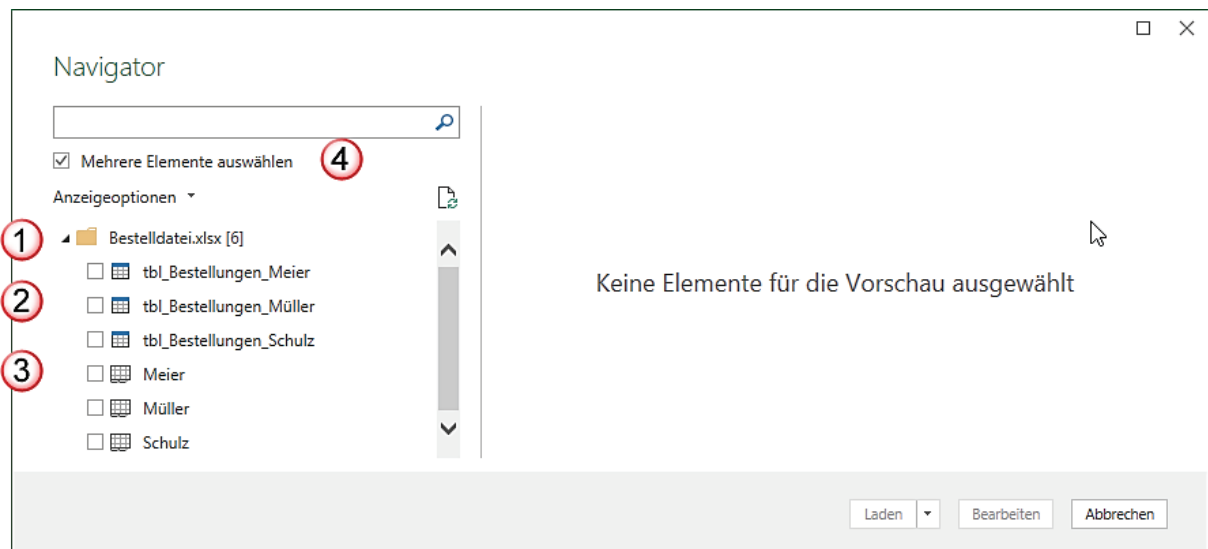 Navigator
Mehrere Elemente auswählen
4
Anzeigeoptionen
1
Bestelldatei.xlsx [6]
tbl_Bestellungen_Meier
2
tbl_Bestellungen_Müller
tbl_Bestellungen_Schulz
3
Meier
Müller
Schulz
Keine Elemente für die Vorschau ausgewählt
Laden
Bearbeiten
Abbrechen